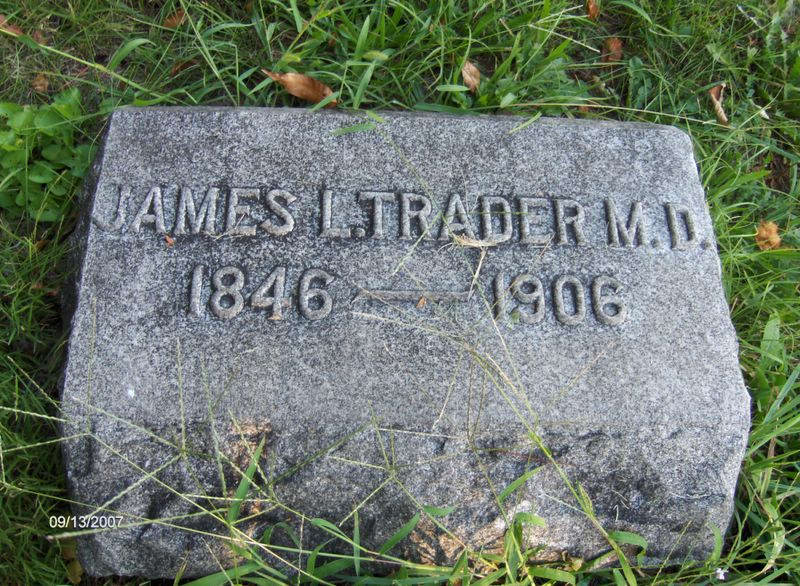 JAMES L. TRADER M.D.
1846 — 1906
09/13/2007